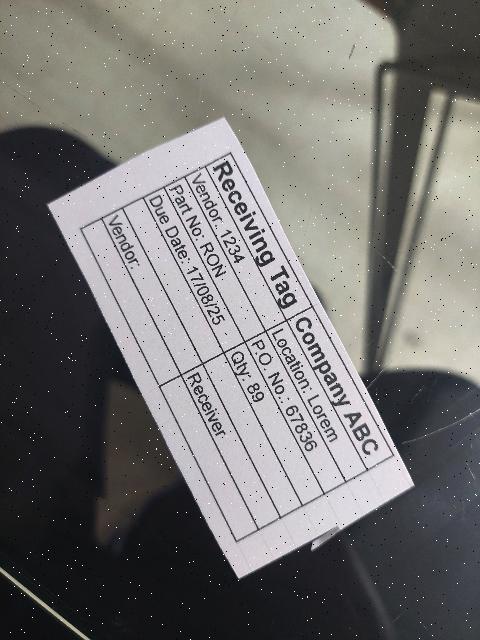 Receiving Tag Company ABC
Vendor: 1234 Location: Lorem
Part No: RON P.O. No.: 67836
Due Date: 17/08/25 Qty: 89
Vendor: Receiver